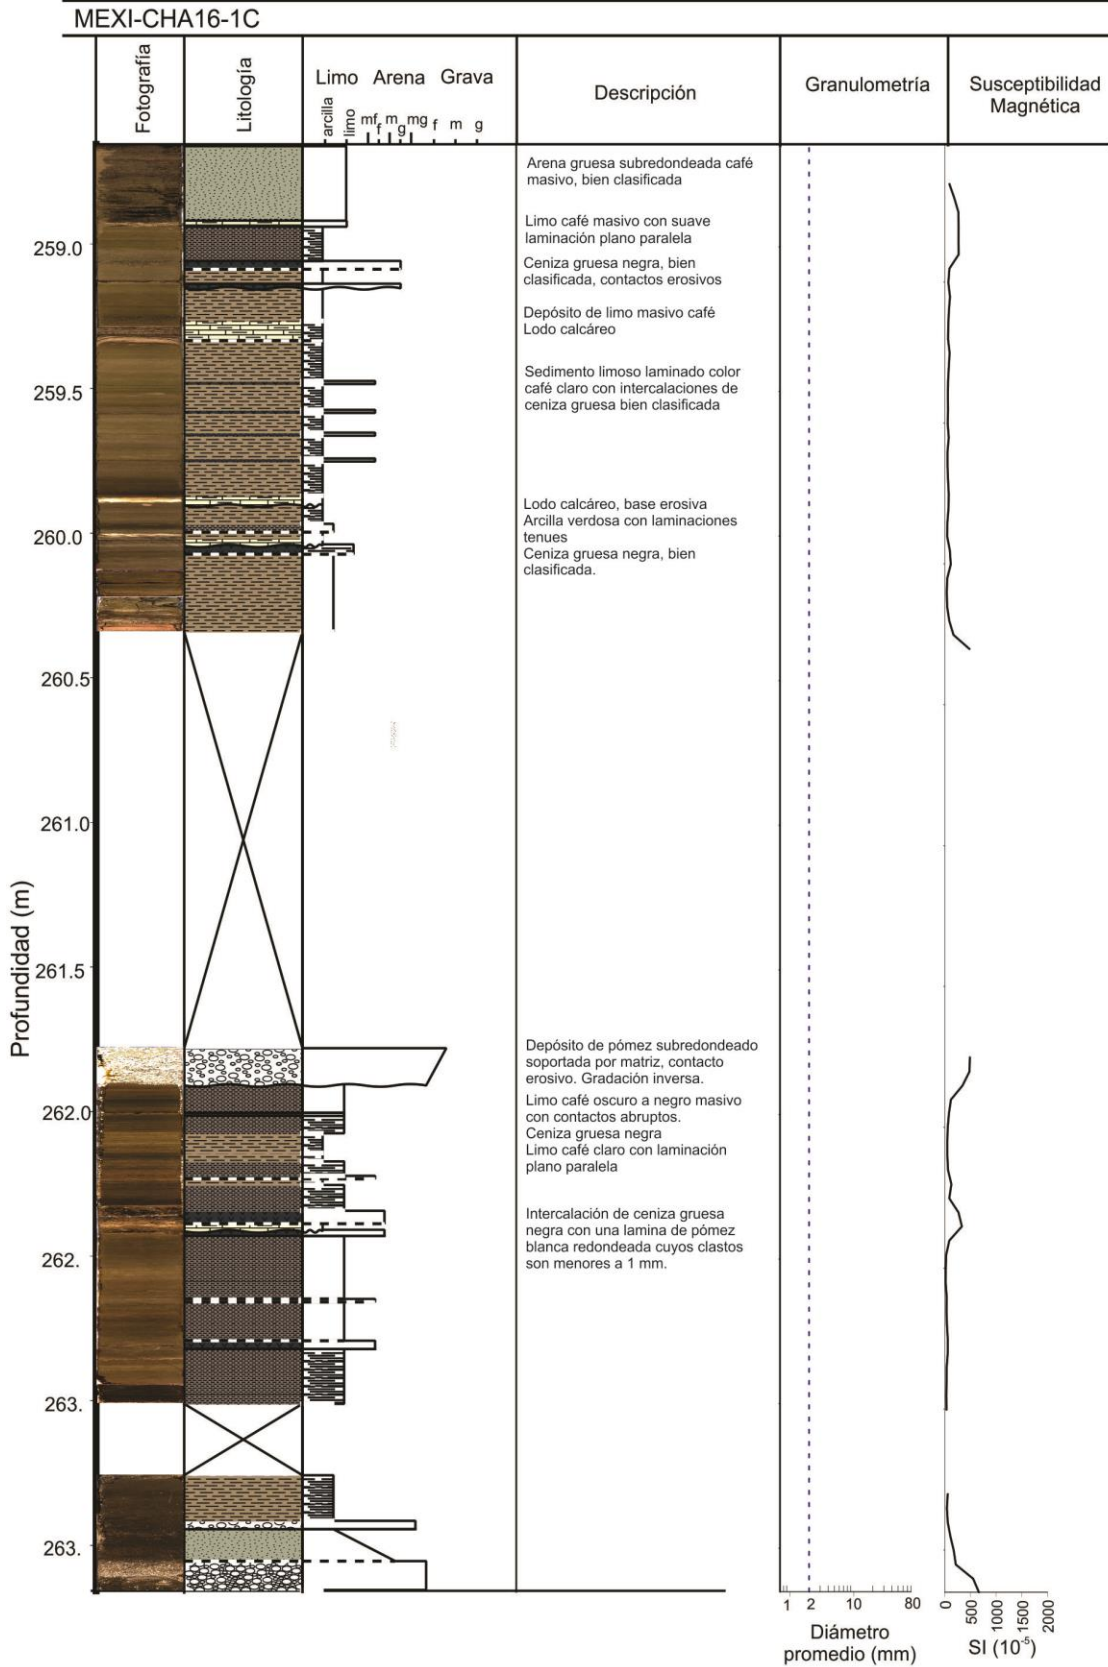 MEXI-CHA16-1C
Fotografía
Litología
Limo Arena Grava
arcilla
limo
mf
f
m
g
mg
f
m
g
Descripción
Granulometría
Susceptibilidad
Magnética
Profundidad (m)
259.0
259.5
260.0
260.5
261.0
261.5
262.0
262.
263.
263.
Arena gruesa subredondeada café
masivo, bien clasificada
Limo café masivo con suave
laminación plano paralela
Ceniza gruesa negra, bien
clasificada, contactos erosivos
Depósito de limo masivo café
Lodo calcáreo
Sedimento limoso laminado color
café claro con intercalaciones de
ceniza gruesa bien clasificada
Lodo calcáreo, base erosiva
Arcilla verdosa con laminaciones
tenues
Ceniza gruesa negra, bien
clasificada.
Depósito de pómez subredondeado
soportada por matriz, contacto
erosivo. Gradación inversa.
Limo café oscuro a negro masivo
con contactos abruptos.
Ceniza gruesa negra
Limo café claro con laminación
plano paralela
Intercalación de ceniza gruesa
negra con una lamina de pómez
blanca redondeada cuyos clastos
son menores a 1 mm.
1 2 10 80
Diámetro
promedio (mm)
0 500 1000 1500 2000
SI (10⁻⁵)